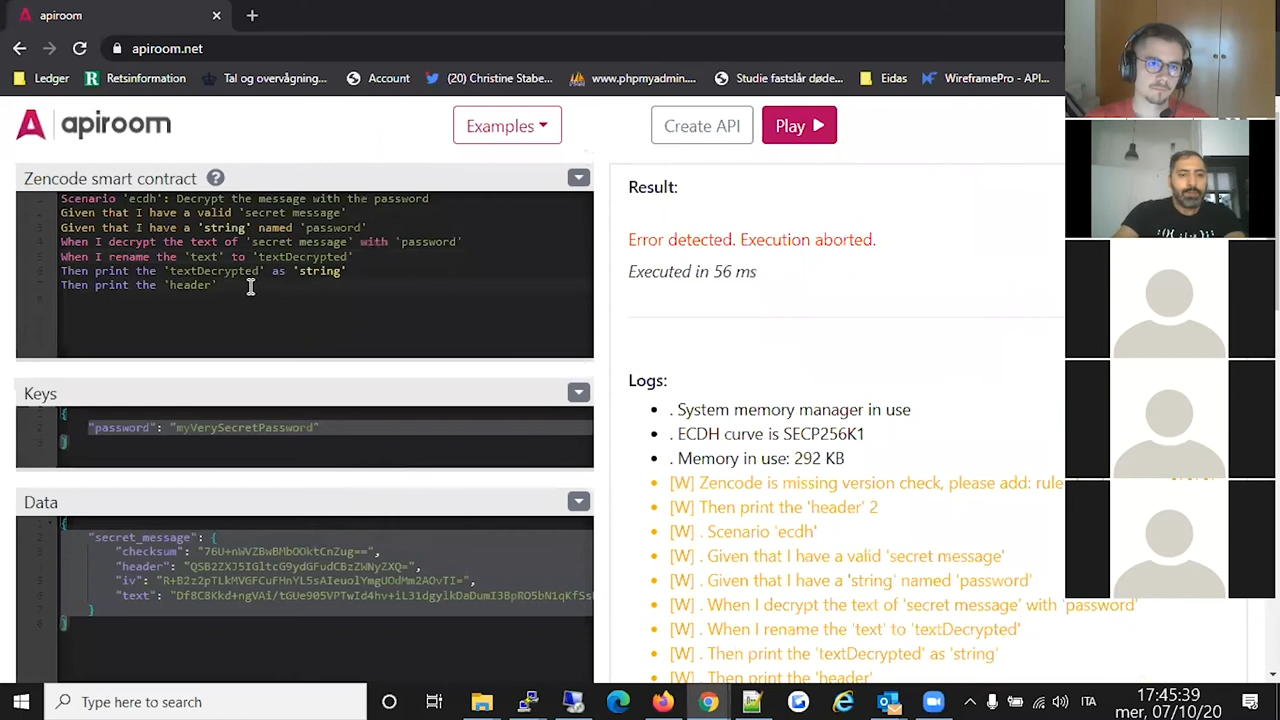 apiroom
apiroom.net
Ledger
Retsinformation
Tal og overvågning...
Account
(20) Christine Stabe...
www.phpmyadmin....
Studie fastslår døde...
Eidas
WireframePro - API...
apiroom
Examples
Create API
Play
Zencode smart contract
Scenario 'ecdh': Decrypt the message with the password
Given that I have a valid 'secret message'
Given that I have a 'string' named 'password'
When I decrypt the text of 'secret message' with 'password'
When I rename the 'text' to 'textDecrypted'
Then print the 'textDecrypted' as 'string'
Then print the 'header'
Keys
{
"password": "myVerySecretPassword"
}
Data
{
"secret_message": {
"checksum": "76U+nWVZBwBMbOOktCnZug==",
"header": "QSB2ZXJ5IGltcG9ydGFudCBzZWNyZXQ=",
"iv": "R+B2z2pTLkMVGFCuFMnYL5sAIeuolYmgUOdMm2AOvTI=",
"text":
}
}
Result:
Error detected. Execution aborted.
Executed in 56 ms
Logs:
. System memory manager in use
. ECDH curve is SECP256K1
. Memory in use: 292 KB
[W] Zencode is missing version check, please add: rule
[W] Then print the 'header' 2
[W] . Scenario 'ecdh'
[W] . Given that I have a valid 'secret message'
[W] . Given that I have a 'string' named 'password'
[W] . When I decrypt the text of 'secret message' with 'password'
[W] . When I rename the 'text' to 'textDecrypted'
[W] . Then print the 'textDecrypted' as 'string'
[W] . Then print the 'header'
Type here to search
ITA
17:45:39
mer, 07/10/20